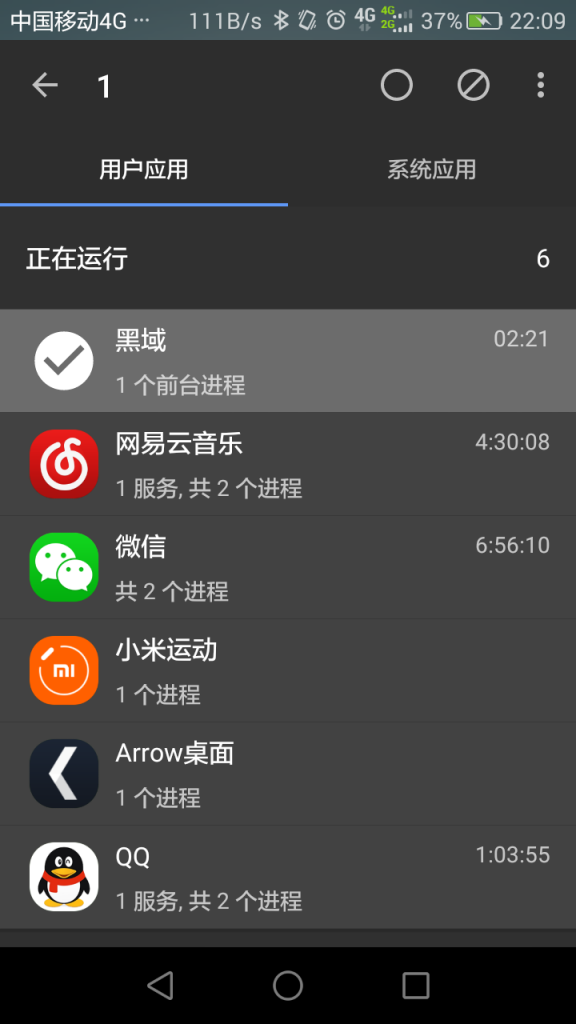 中国移动4G ··· 111B/s 4G 4G 2G 37% 22:09
1
用户应用 系统应用
正在运行 6
黑域 02:21
1 个前台进程
网易云音乐 4:30:08
1 服务, 共 2 个进程
微信 6:56:10
共 2 个进程
小米运动
1 个进程
Arrow桌面
1 个进程
QQ 1:03:55
1 服务, 共 2 个进程